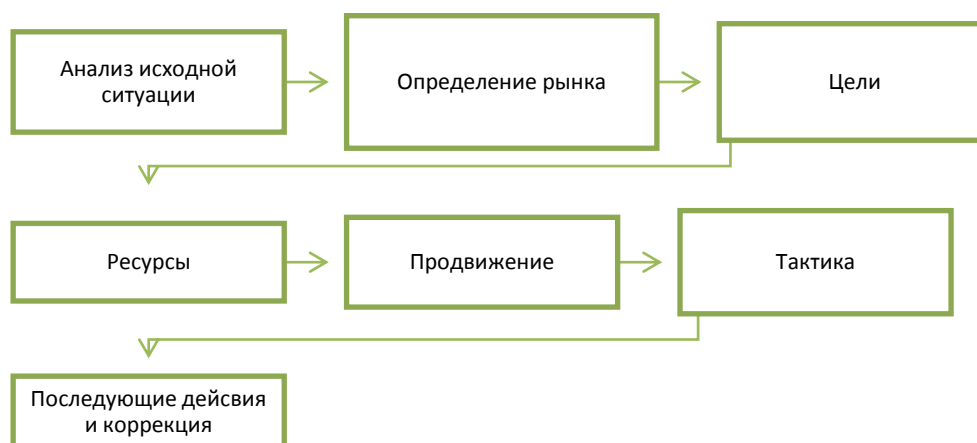 Анализ исходной
ситуации
Определение рынка
Цели
Ресурсы
Продвижение
Тактика
Последующие дейсвия
и коррекция